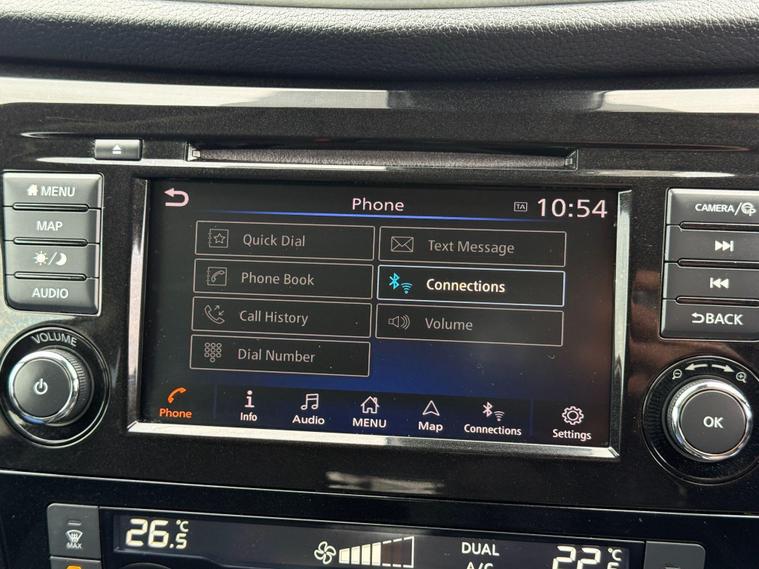 MENU
MAP
AUDIO
VOLUME
Phone
TA
10:54
Quick Dial
Text Message
Phone Book
Connections
Call History
Volume
Dial Number
Phone
Info
Audio
MENU
Map
Connections
Settings
CAMERA/
BACK
OK
MAX
26.5°C
DUAL
A/C
22°C